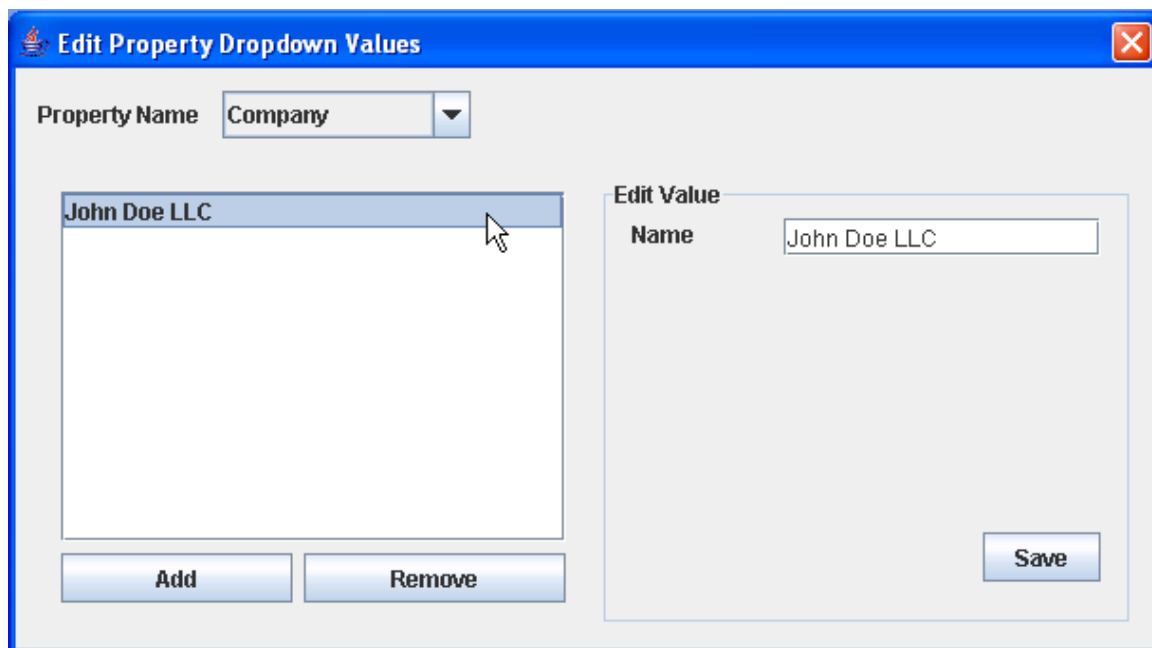 Edit Property Dropdown Values
Property Name Company
John Doe LLC
Edit Value
Name John Doe LLC
Save
Add Remove